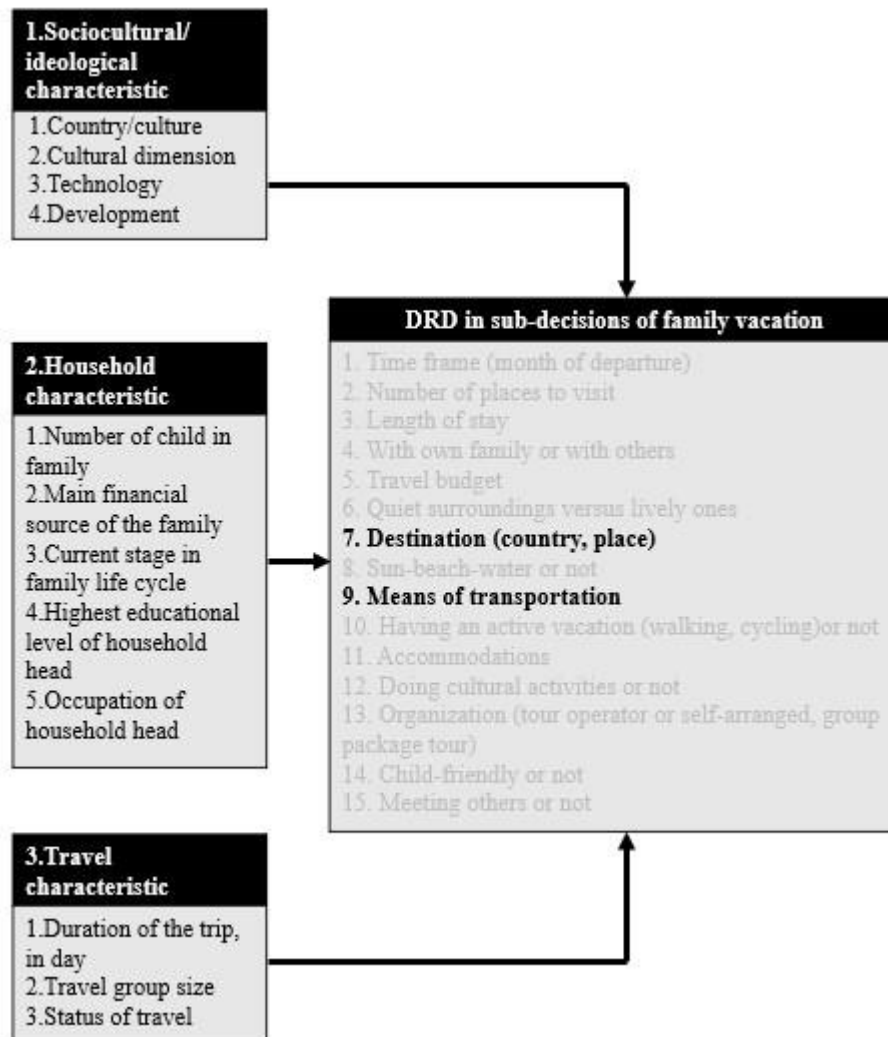 1.Sociocultural/
ideological
characteristic
1.Country/culture
2.Cultural dimension
3.Technology
4.Development
2.Household
characteristic
1.Number of child in
family
2.Main financial
source of the family
3.Current stage in
family life cycle
4.Highest educational
level of household
head
5.Occupation of
household head
3.Travel
characteristic
1.Duration of the trip,
in day
2.Travel group size
3.Status of travel
DRD in sub-decisions of family vacation
1. Time frame (month of departure)
2. Number of places to visit
3. Length of stay
4. With own family or with others
5. Travel budget
6. Quiet surroundings versus lively ones
7. Destination (country, place)
8. Sun-beach-water or not
9. Means of transportation
10. Having an active vacation (walking, cycling)or not
11. Accommodations
12. Doing cultural activities or not
13. Organization (tour operator or self-arranged, group
package tour)
14. Child-friendly or not
15. Meeting others or not